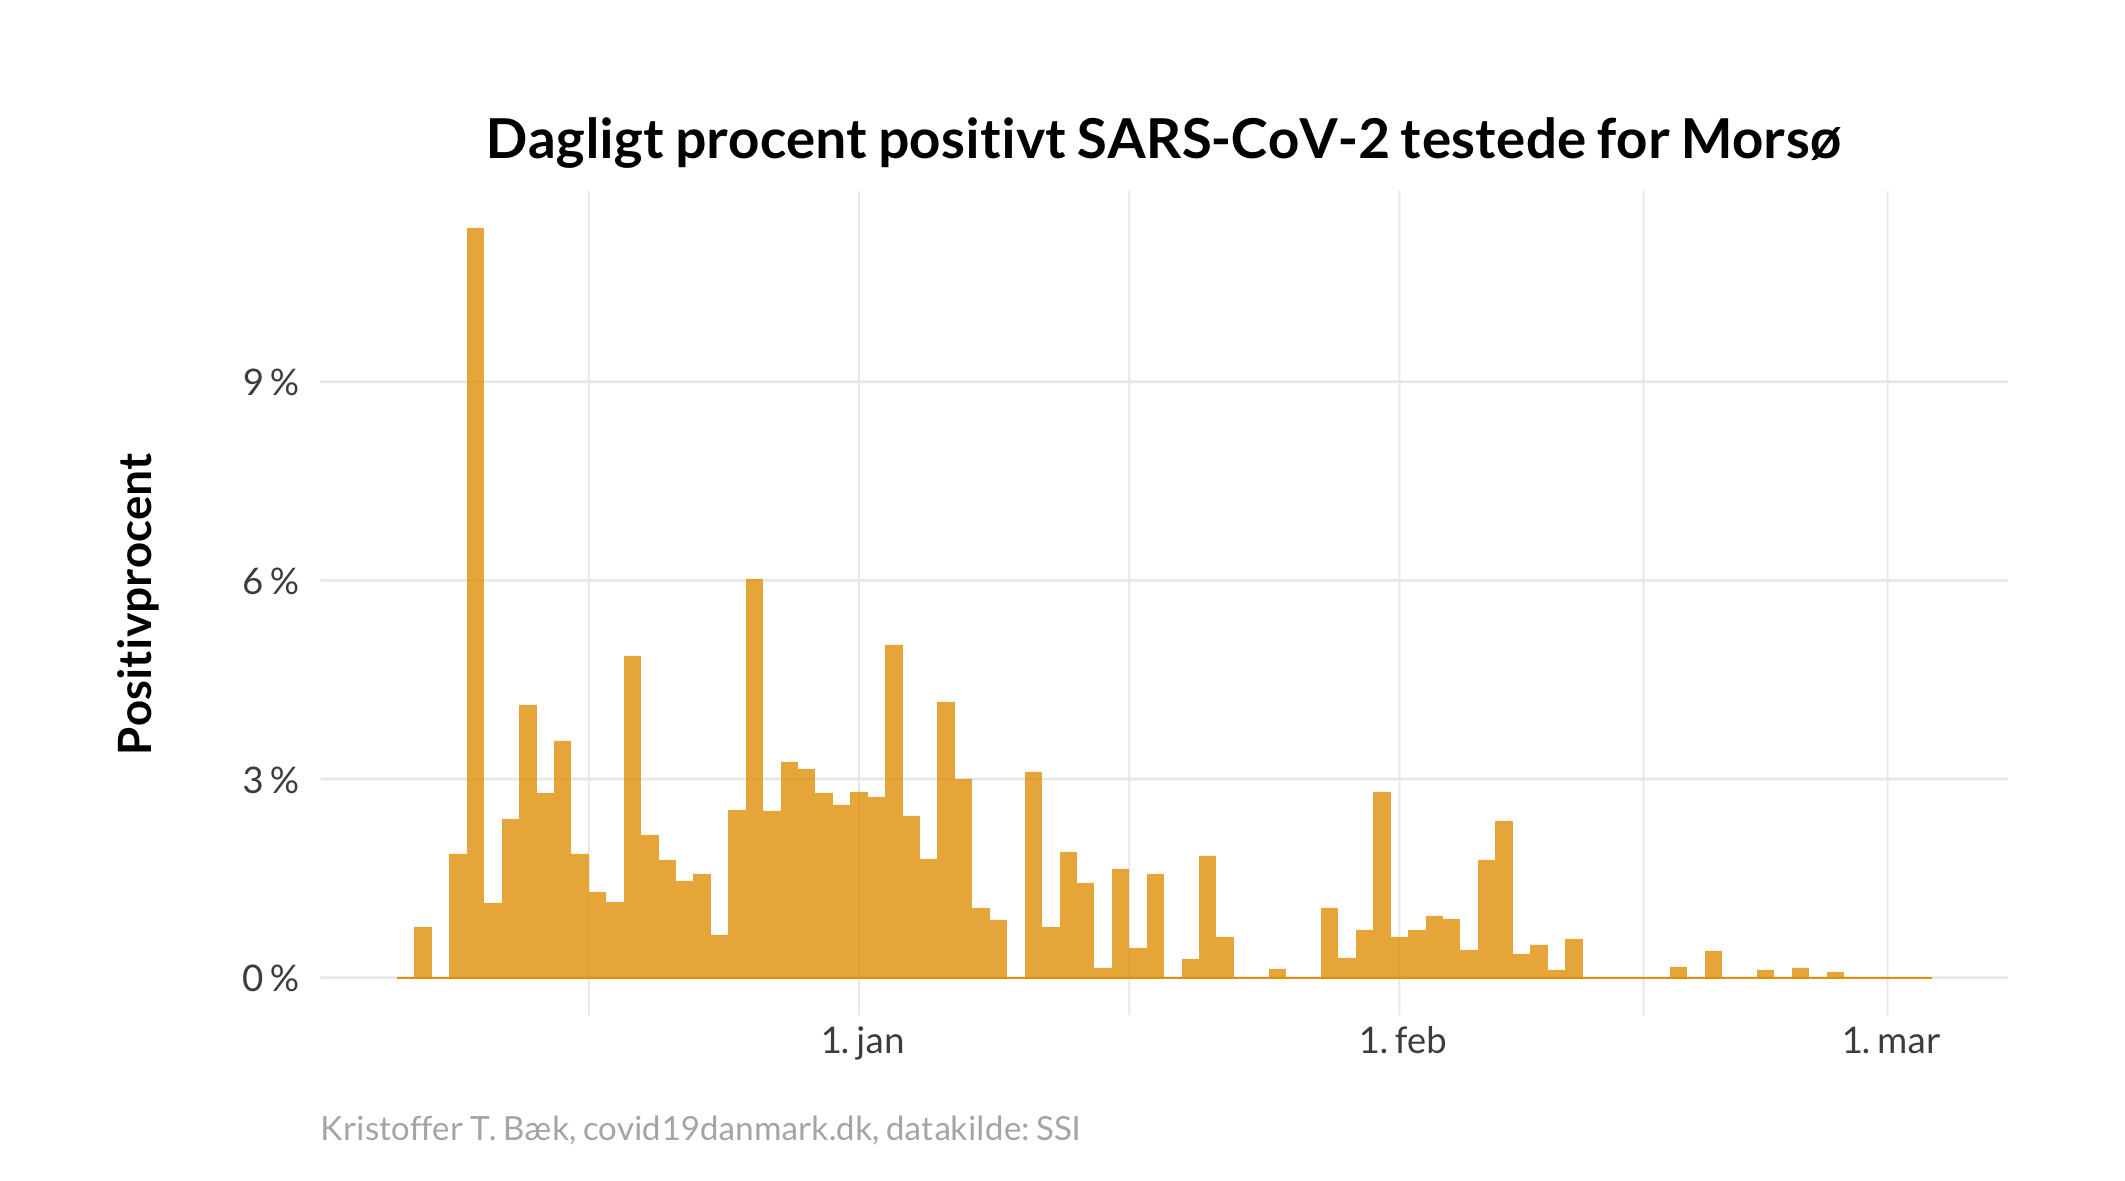 Dagligt procent positivt SARS-CoV-2 testede for Morsø
Positivprocent
9 %
6 %
3 %
0 %
1. jan
1. feb
1. mar
Kristoffer T. Bæk, covid19danmark.dk, datakilde: SSI